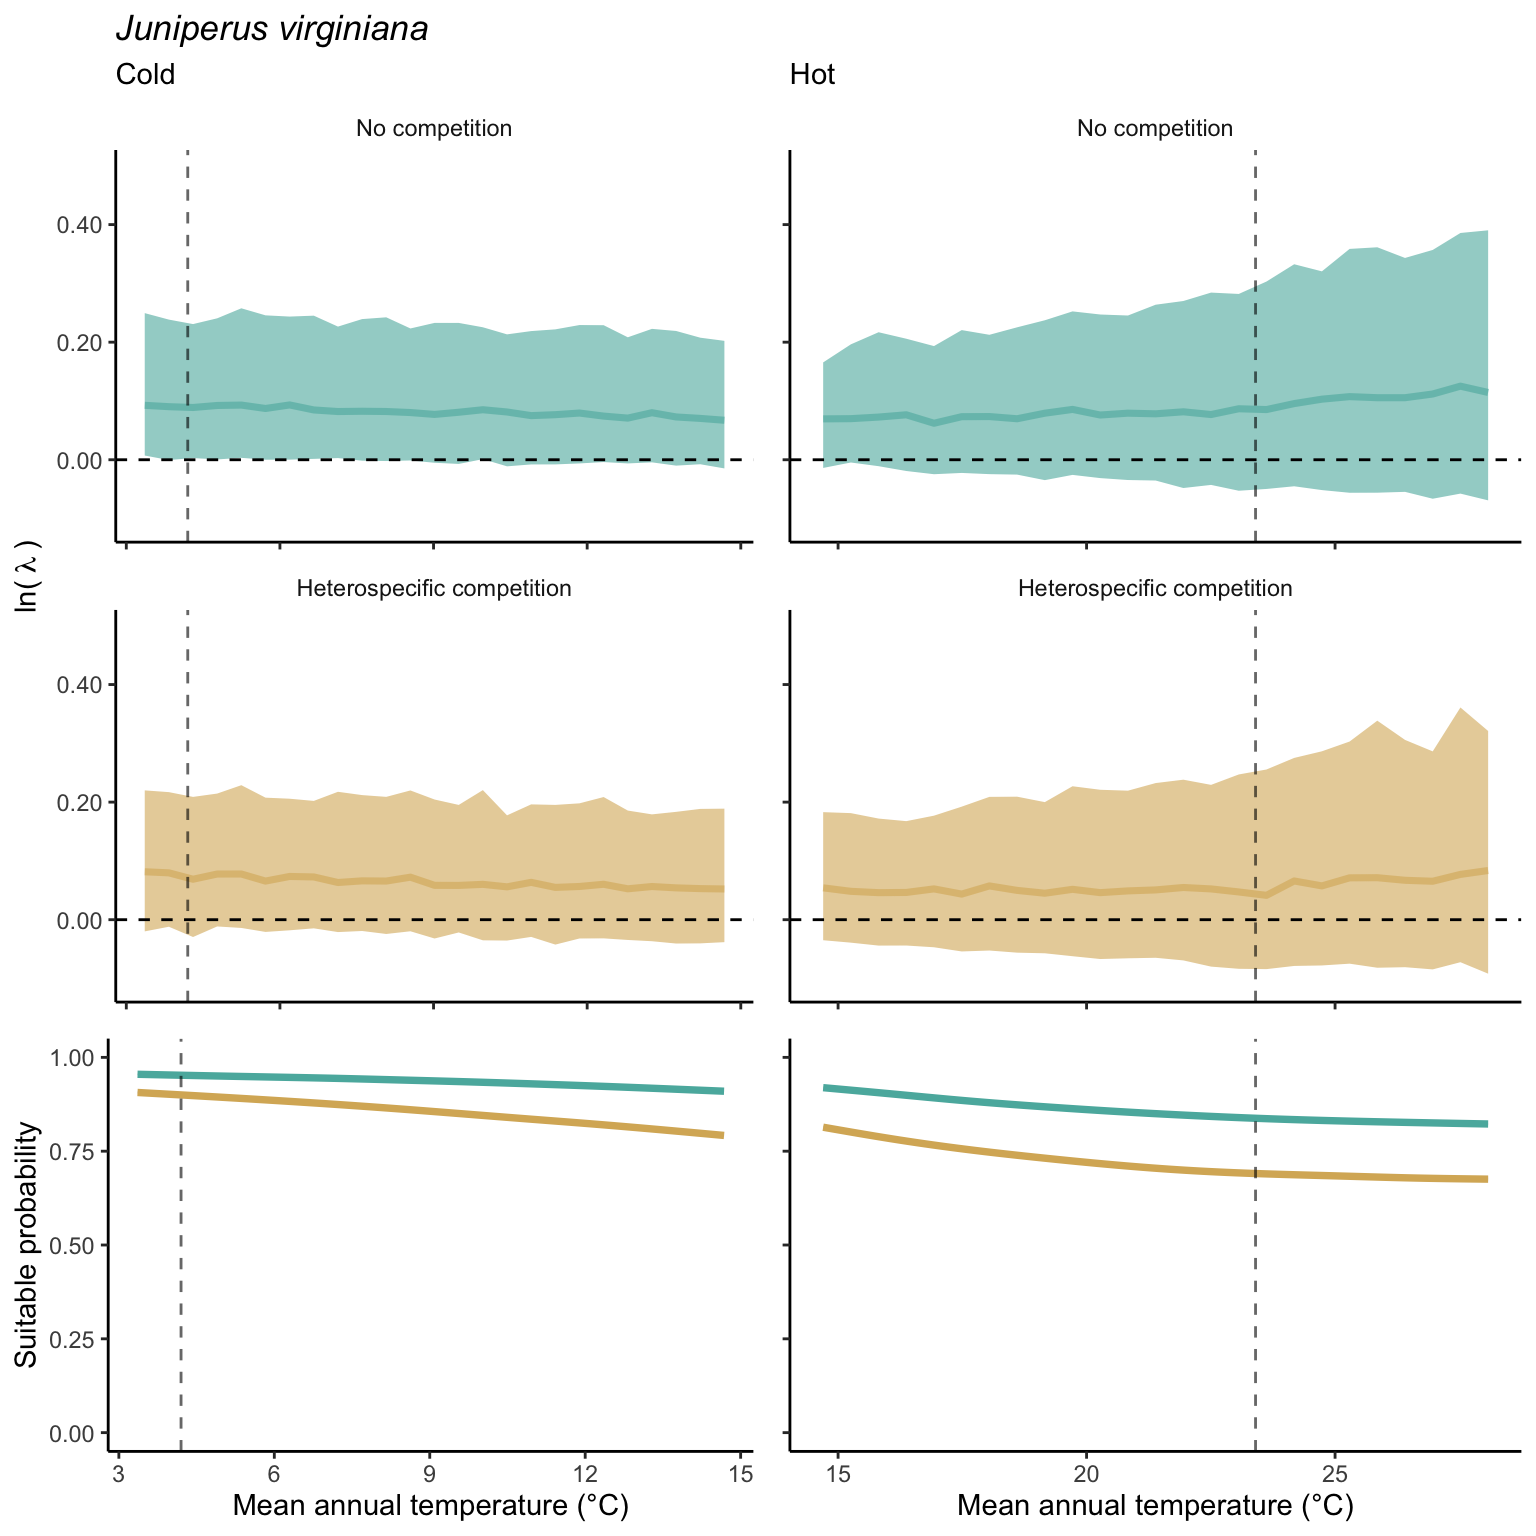 Juniperus virginiana
Cold
Hot
No competition
No competition
0.40
0.20
0.00
ln( λ )
Heterospecific competition
Heterospecific competition
0.40
0.20
0.00
Suitable probability
1.00
0.75
0.50
0.25
0.00
3 6 9 12 15
15 20 25
Mean annual temperature (°C)
Mean annual temperature (°C)